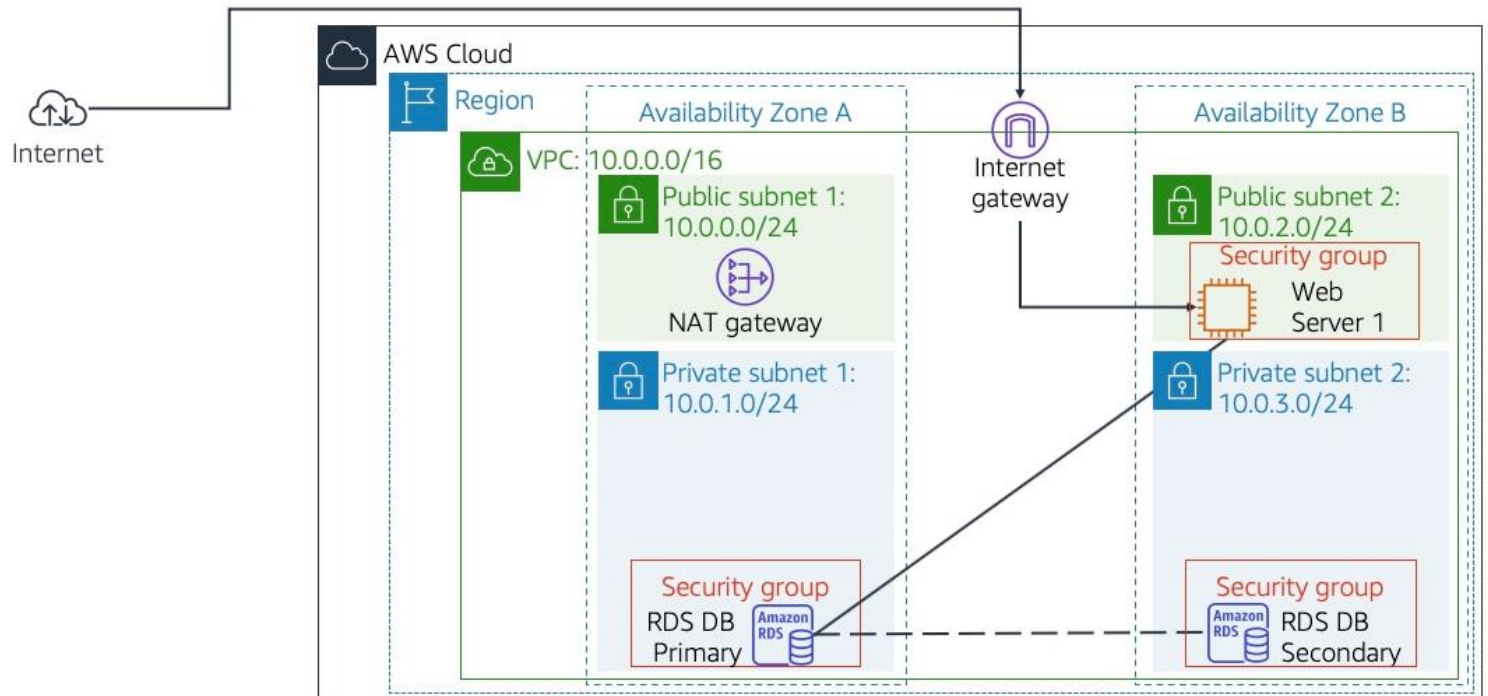 AWS Cloud
Region
Availability Zone A
Availability Zone B
Internet
VPC: 10.0.0.0/16
Internet
gateway
Public subnet 1:
10.0.0.0/24
NAT gateway
Public subnet 2:
10.0.2.0/24
Security group
Web
Server 1
Private subnet 1:
10.0.1.0/24
Private subnet 2:
10.0.3.0/24
Security group
RDS DB
Primary
Amazon
RDS
Security group
Amazon
RDS
RDS DB
Secondary